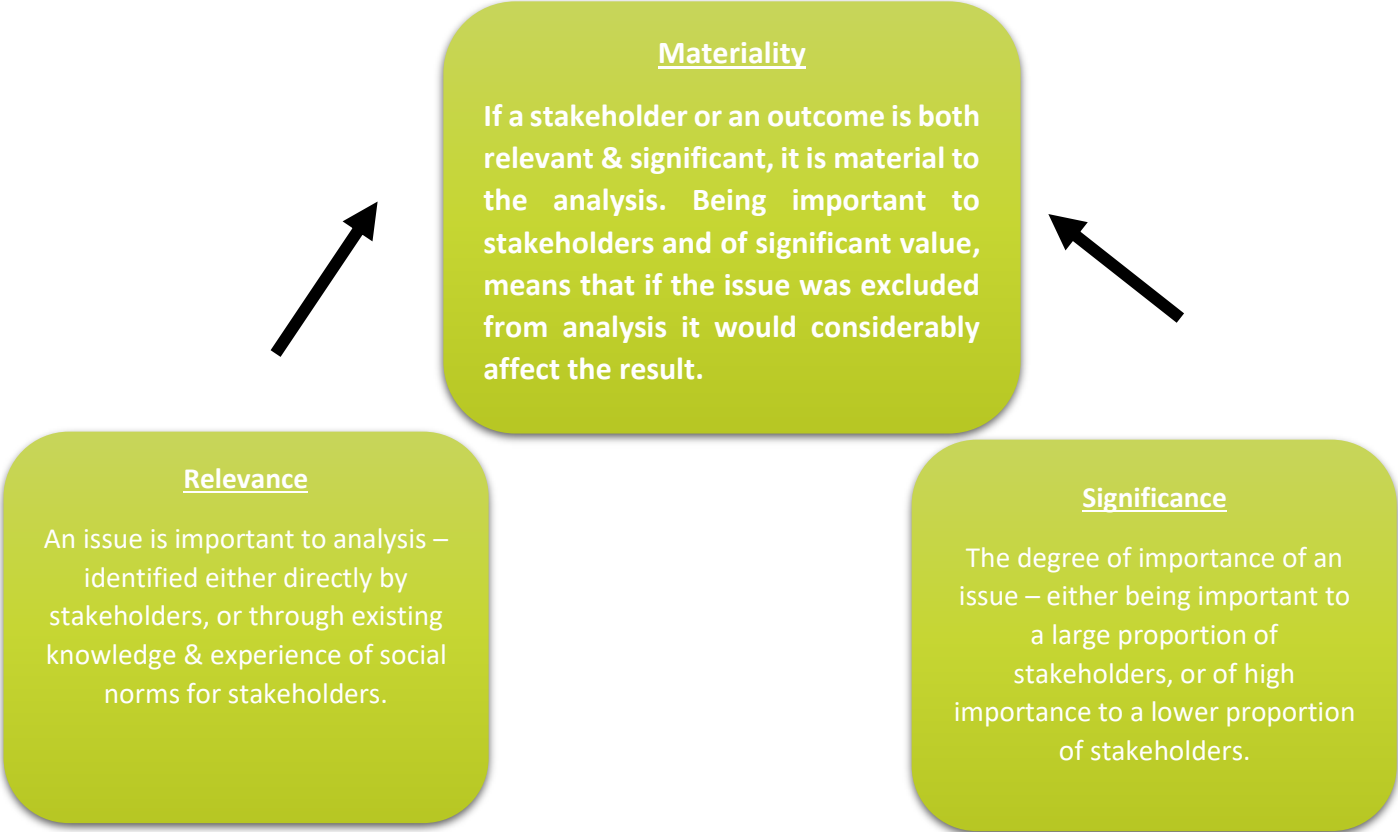 Materiality
If a stakeholder or an outcome is both
relevant & significant, it is material to
the analysis. Being important to
stakeholders and of significant value,
means that if the issue was excluded
from analysis it would considerably
affect the result.
Relevance
An issue is important to analysis –
identified either directly by
stakeholders, or through existing
knowledge & experience of social
norms for stakeholders.
Significance
The degree of importance of an
issue – either being important to
a large proportion of
stakeholders, or of high
importance to a lower proportion
of stakeholders.